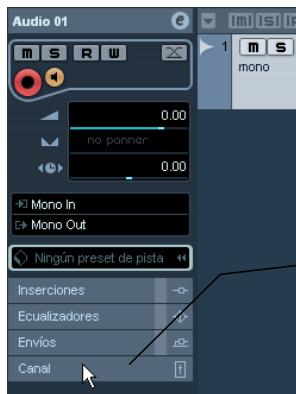 Audio 01 e
m S R W
0.00
no panner
0.00
Mono In
Mono Out
Ningún preset de pista
Inserciones
Ecualizadores
Envíos
Canal
m S
1 m S
mono